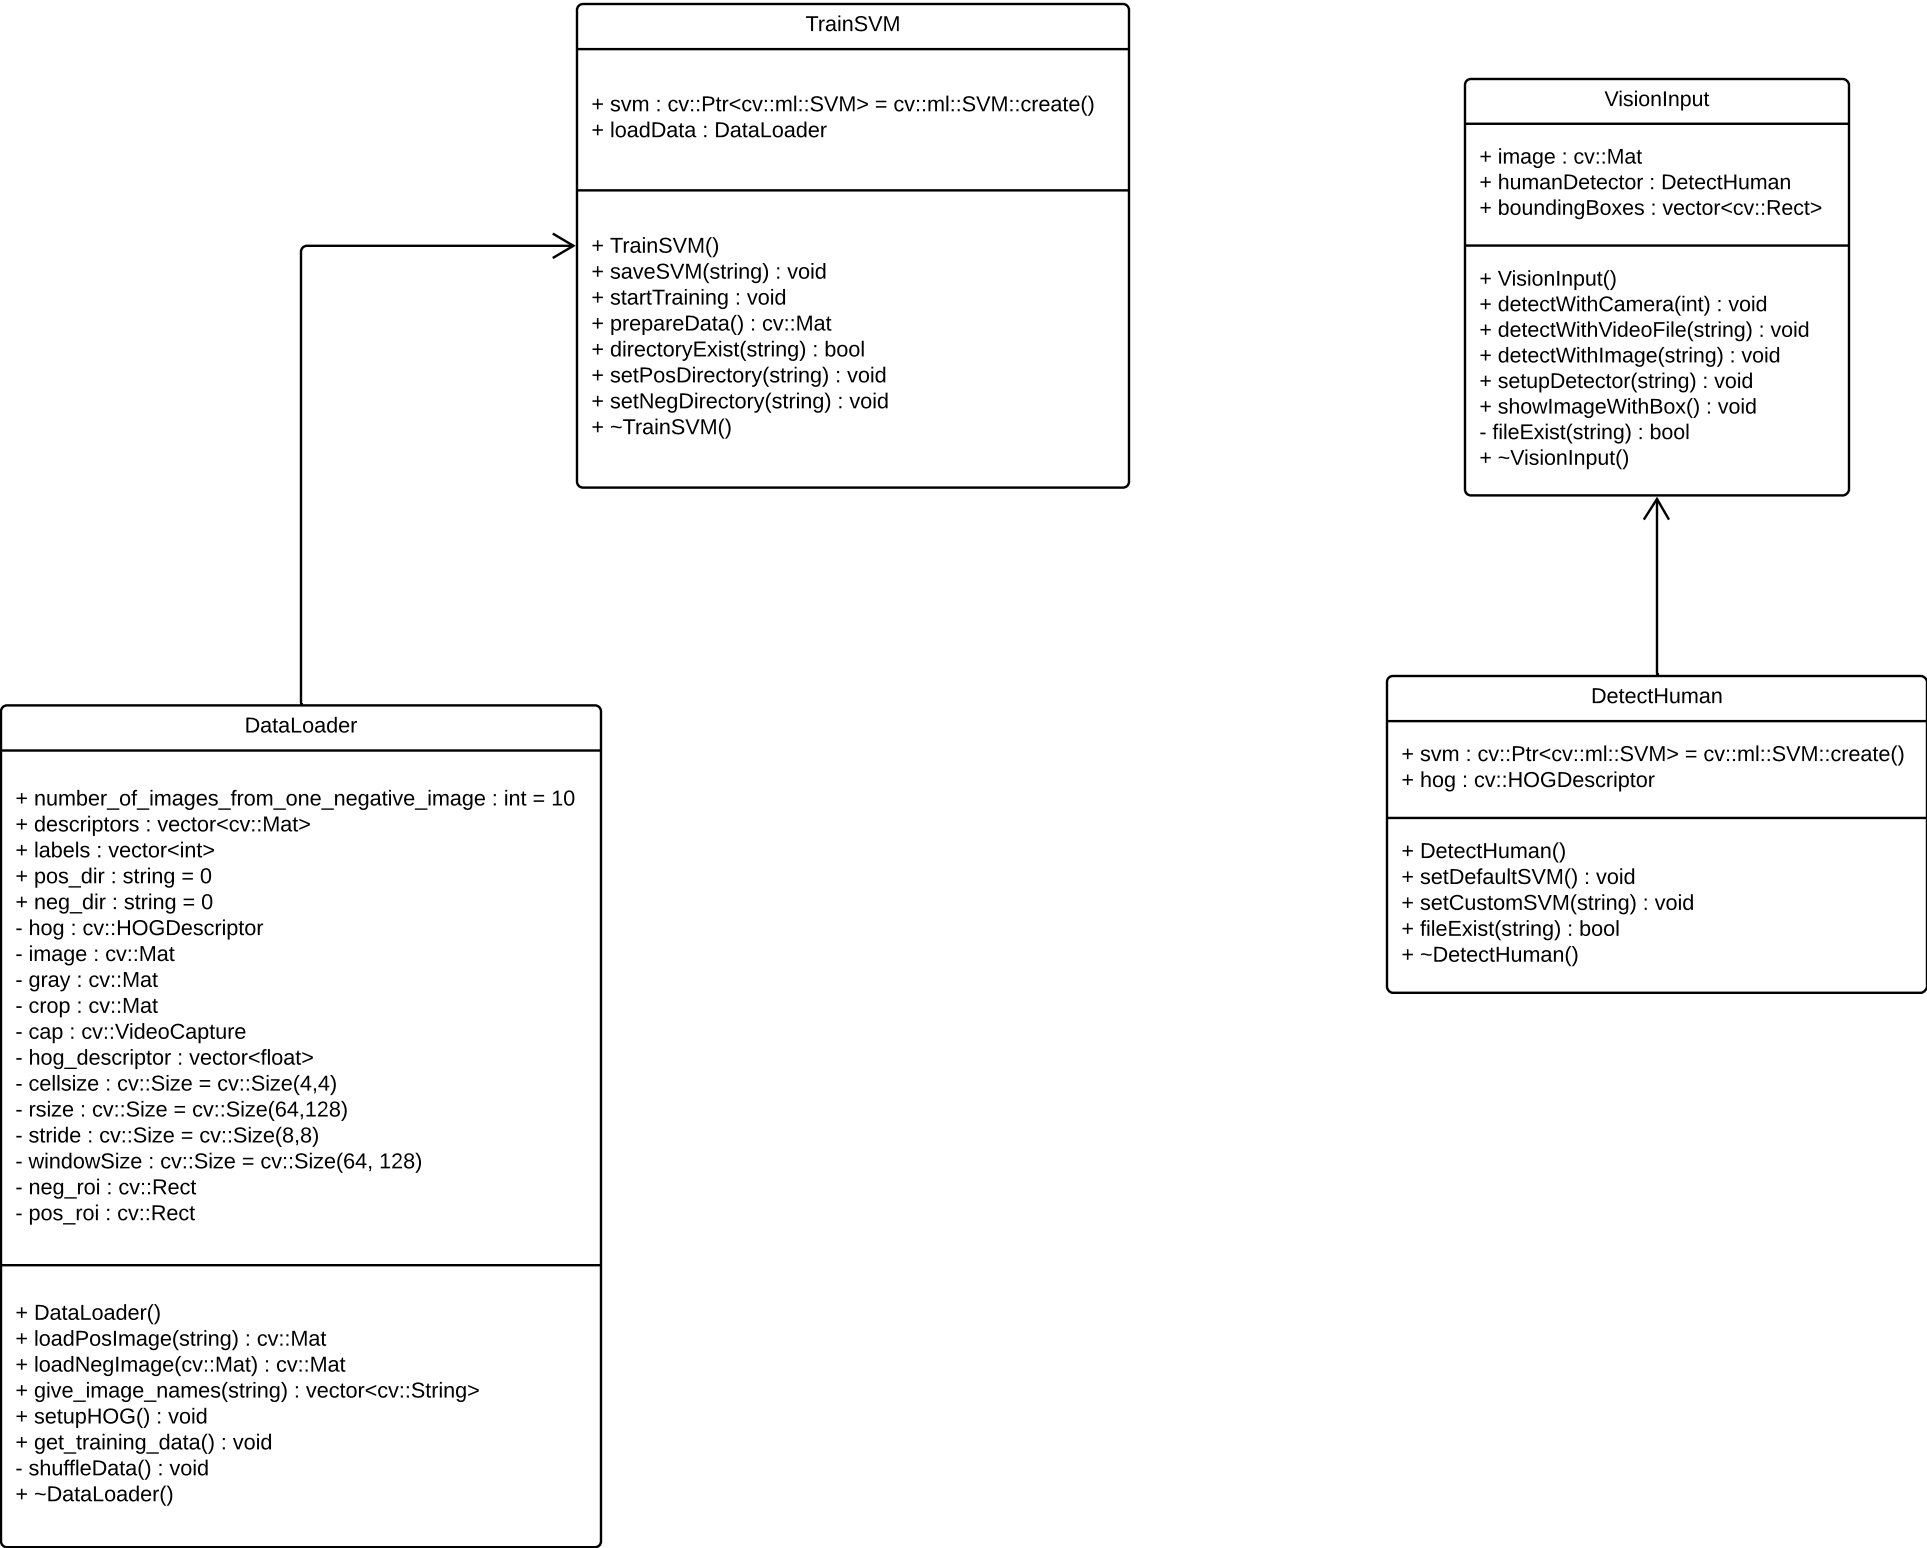 TrainSVM
+ svm : cv::Ptr<cv::ml::SVM> = cv::ml::SVM::create()
+ loadData : DataLoader
+ TrainSVM()
+ saveSVM(string) : void
+ startTraining : void
+ prepareData() : cv::Mat
+ directoryExist(string) : bool
+ setPosDirectory(string) : void
+ setNegDirectory(string) : void
+ ~TrainSVM()
VisionInput
+ image : cv::Mat
+ humanDetector : DetectHuman
+ boundingBoxes : vector<cv::Rect>
+ VisionInput()
+ detectWithCamera(int) : void
+ detectWithVideoFile(string) : void
+ detectWithImage(string) : void
+ setupDetector(string) : void
+ showImageWithBox() : void
- fileExist(string) : bool
+ ~VisionInput()
DataLoader
+ number_of_images_from_one_negative_image : int = 10
+ descriptors : vector<cv::Mat>
+ labels : vector<int>
+ pos_dir : string = 0
+ neg_dir : string = 0
- hog : cv::HOGDescriptor
- image : cv::Mat
- gray : cv::Mat
- crop : cv::Mat
- cap : cv::VideoCapture
- hog_descriptor : vector<float>
- cellsize : cv::Size = cv::Size(4,4)
- rsize : cv::Size = cv::Size(64,128)
- stride : cv::Size = cv::Size(8,8)
- windowSize : cv::Size = cv::Size(64, 128)
- neg_roi : cv::Rect
- pos_roi : cv::Rect
+ DataLoader()
+ loadPosImage(string) : cv::Mat
+ loadNegImage(cv::Mat) : cv::Mat
+ give_image_names(string) : vector<cv::String>
+ setupHOG() : void
+ get_training_data() : void
- shuffleData() : void
+ ~DataLoader()
DetectHuman
+ svm : cv::Ptr<cv::ml::SVM> = cv::ml::SVM::create()
+ hog : cv::HOGDescriptor
+ DetectHuman()
+ setDefaultSVM() : void
+ setCustomSVM(string) : void
+ fileExist(string) : bool
+ ~DetectHuman()